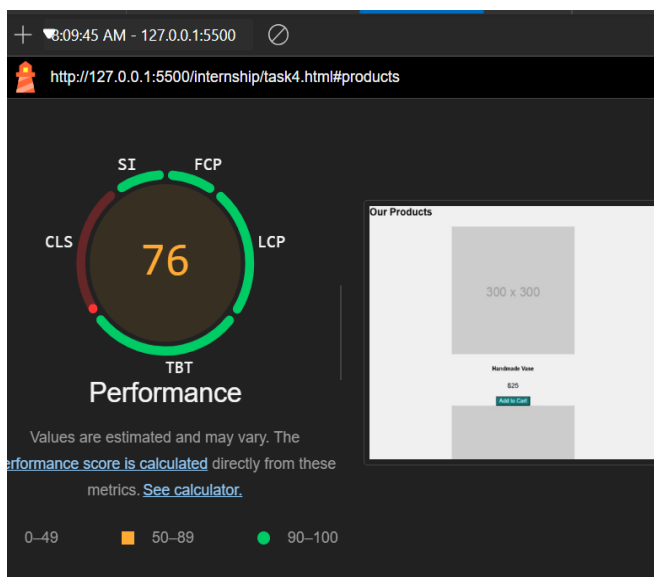 8:09:45 AM - 127.0.0.1:5500
http://127.0.0.1:5500/internship/task4.html#products
SI
FCP
CLS
LCP
76
TBT
Performance
Values are estimated and may vary. The
erformance score is calculated directly from these
metrics. See calculator.
0–49
50–89
90–100
Our Products
300 x 300
Handmade Vase
$25
Add to Cart